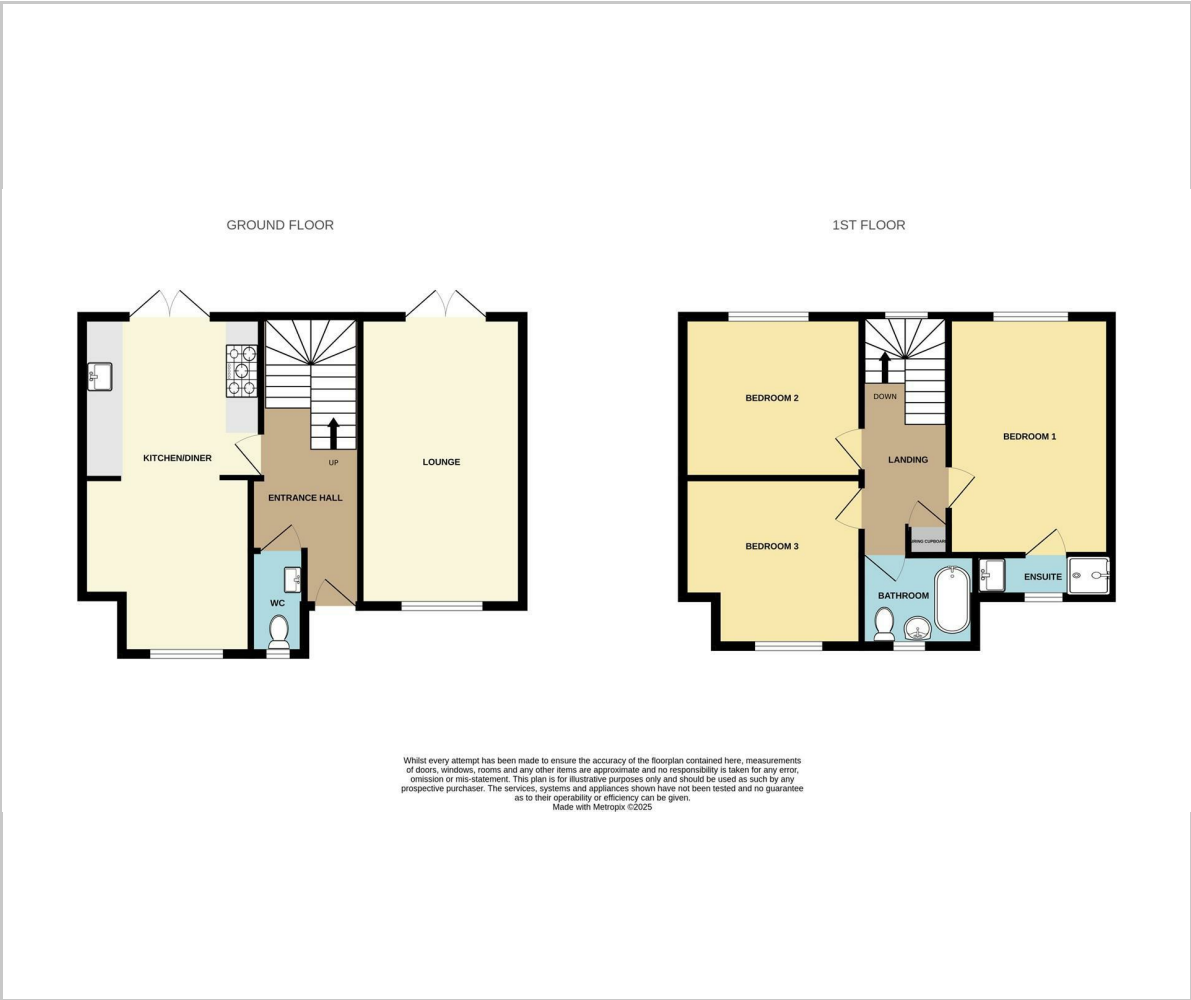 GROUND FLOOR
KITCHEN/DINER
UP
ENTRANCE HALL
LOUNGE
WC
1ST FLOOR
BEDROOM 2
DOWN
LANDING
BEDROOM 1
BEDROOM 3
CUPBOARD
BATHROOM
ENSUITE
Whilst every attempt has been made to ensure the accuracy of the floorplan contained here, measurements
of doors, windows, rooms and any other items are approximate and no responsibility is taken for any error,
omission or mis-statement. This plan is for illustrative purposes only and should be used as such by any
prospective purchaser. The services, systems and appliances shown have not been tested and no guarantee
as to their operability or efficiency can be given.
Made with Metropix ©2025